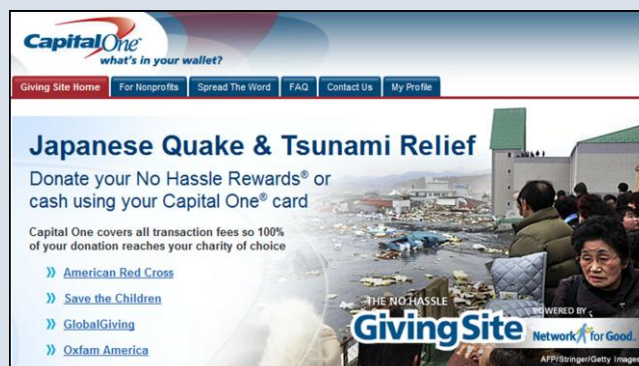 CapitalOne
what's in your wallet?
Giving Site Home For Nonprofits Spread The Word FAQ Contact Us My Profile
Japanese Quake & Tsunami Relief
Donate your No Hassle Rewards® or
cash using your Capital One® card
Capital One covers all transaction fees so 100%
of your donation reaches your charity of choice
» American Red Cross
» Save the Children
» GlobalGiving
» Oxfam America
THE NO HASSLE
GivingSite
POWERED BY
Network for Good.
AFP/Stringer/Getty Images